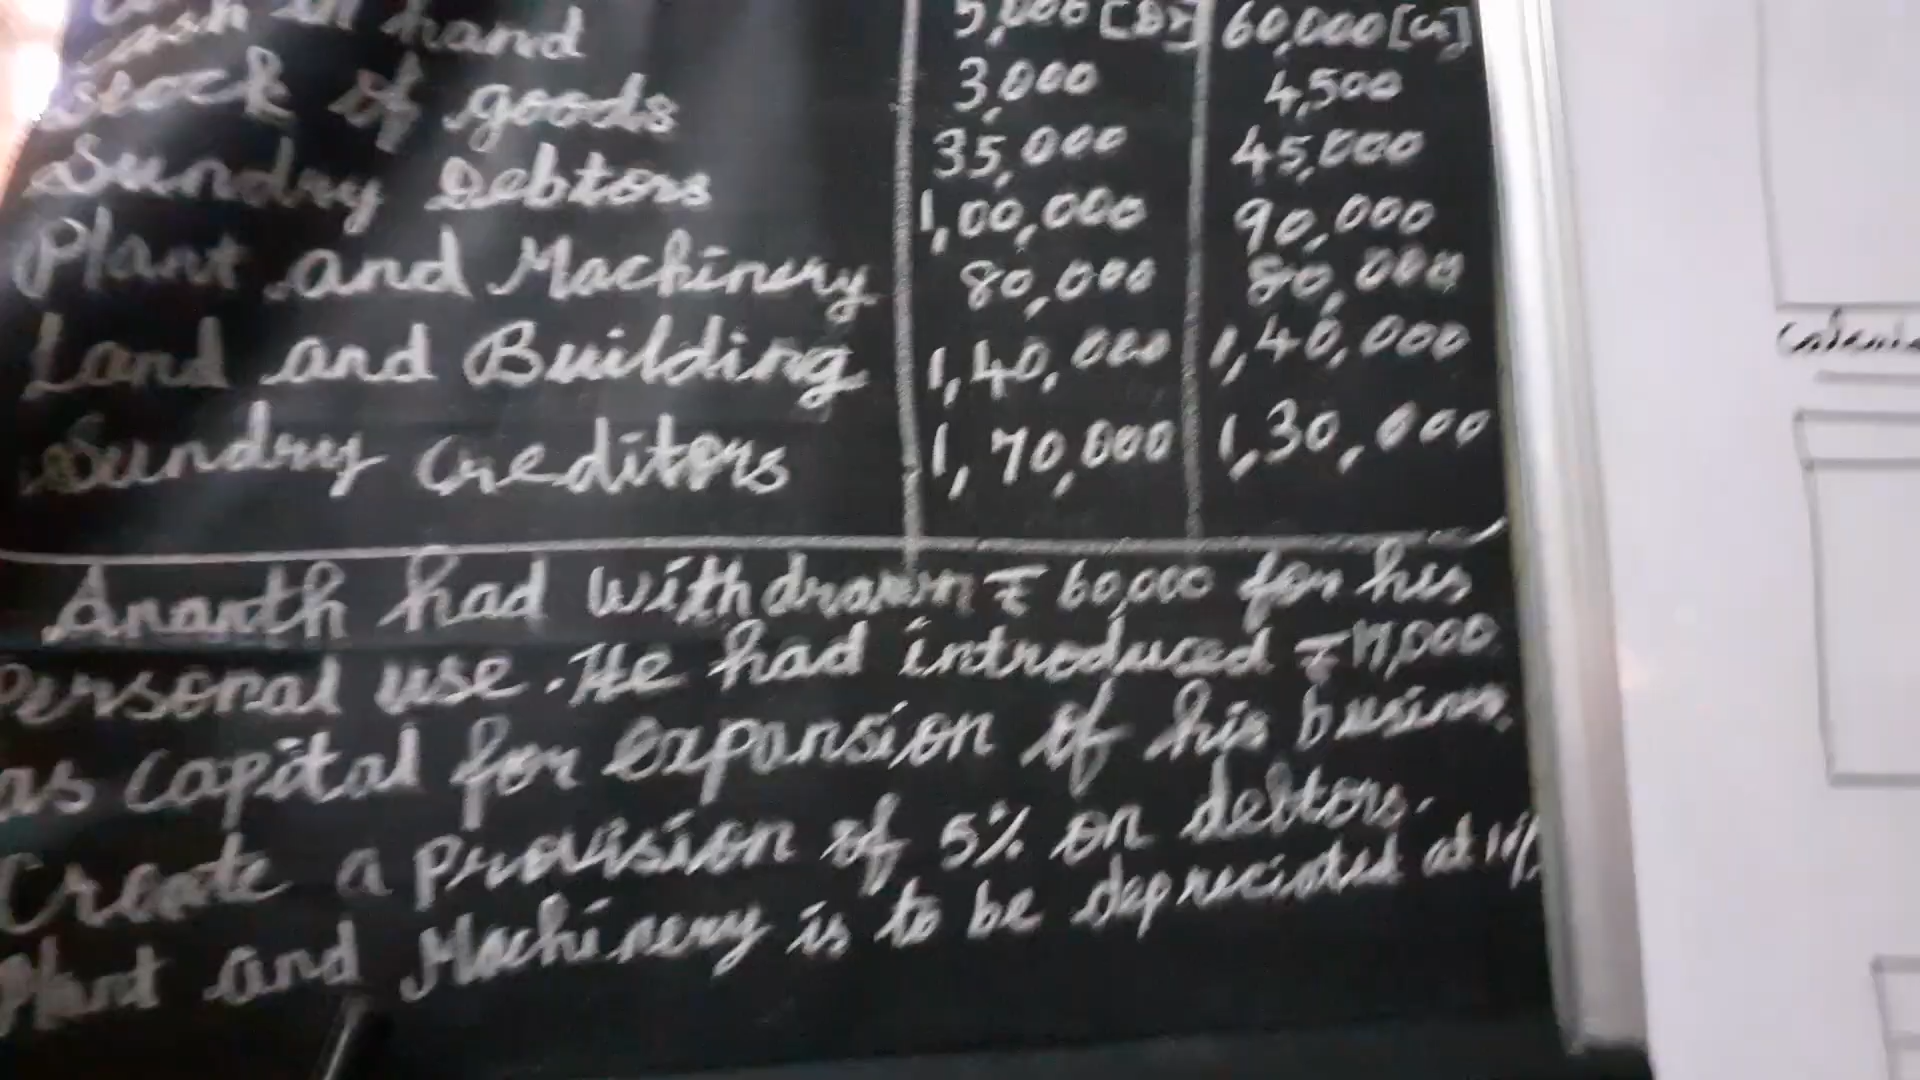 5,000 [Dr] 60,000 [Cr]
Cash in hand 3,000 4,500
Stock of goods 35,000 45,000
Sundry Debtors 1,00,000 90,000
Plant and Machinery 80,000 80,000
Land and Building 1,40,000 1,40,000
Sundry Creditors 1,70,000 1,30,000
Ananth had withdrawn ₹ 60,000 for his
Personal use. He had introduced ₹ 17,000
as Capital for expansion of his
Create a Provision of 5% on debtors.
Plant and Machinery is to be depreciated at